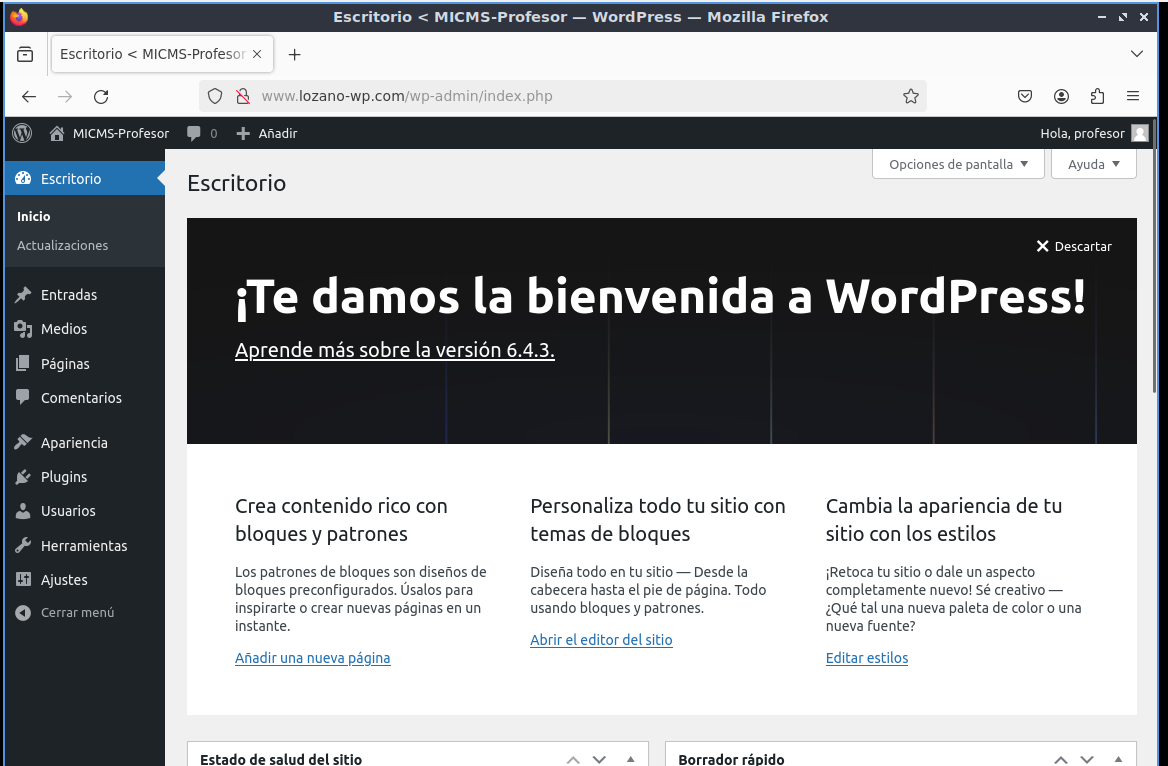 Escritorio < MICMS-Profesor — WordPress — Mozilla Firefox
Escritorio < MICMS-Profesor
www.lozano-wp.com/wp-admin/index.php
MICMS-Profesor 0 Añadir Hola, profesor
Opciones de pantalla Ayuda
Escritorio
Inicio
Actualizaciones
Entradas
Medios
Páginas
Comentarios
Apariencia
Plugins
Usuarios
Herramientas
Ajustes
Cerrar menú
Escritorio
Descartar
¡Te damos la bienvenida a WordPress!
Aprende más sobre la versión 6.4.3.
Crea contenido rico con
bloques y patrones
Los patrones de bloques son diseños de
bloques preconfigurados. Úsalos para
inspirarte o crear nuevas páginas en un
instante.
Añadir una nueva página
Personaliza todo tu sitio con
temas de bloques
Diseña todo en tu sitio — Desde la
cabecera hasta el pie de página. Todo
usando bloques y patrones.
Abrir el editor del sitio
Cambia la apariencia de tu
sitio con los estilos
¡Retoca tu sitio o dale un aspecto
completamente nuevo! Sé creativo —
¿Qué tal una nueva paleta de color o una
nueva fuente?
Editar estilos
Estado de salud del sitio
Borrador rápido